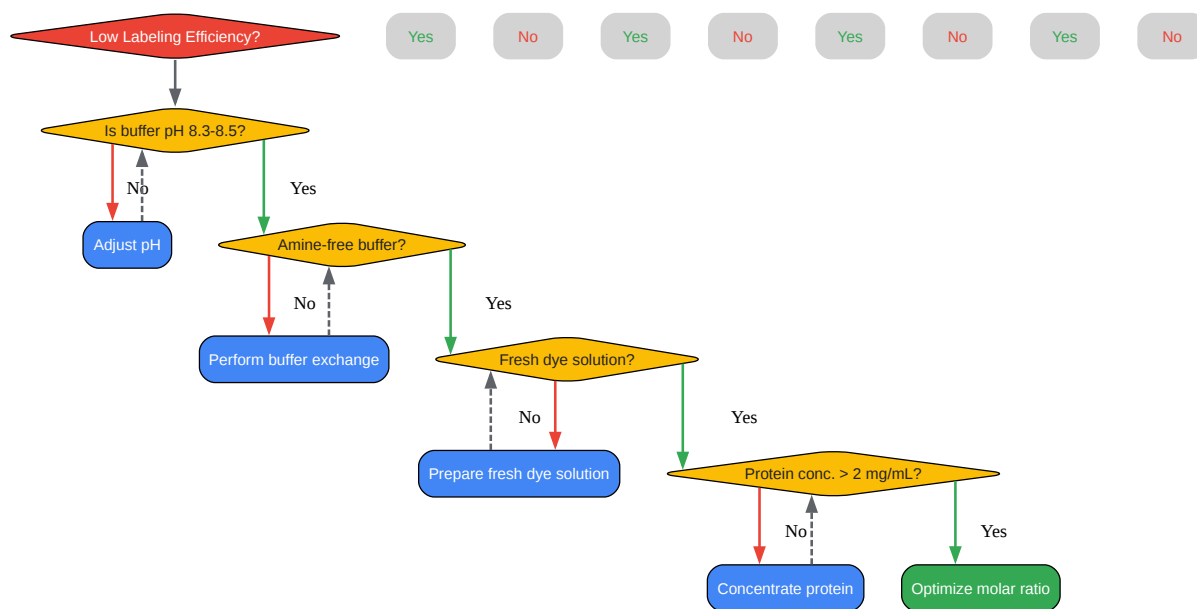 Low Labeling Efficiency?
Yes
No
Yes
No
Yes
No
Yes
No
Is buffer pH 8.3-8.5?
No
Yes
Adjust pH
Amine-free buffer?
No
Yes
Perform buffer exchange
Fresh dye solution?
No
Yes
Prepare fresh dye solution
Protein conc. > 2 mg/mL?
No
Yes
Concentrate protein
Optimize molar ratio